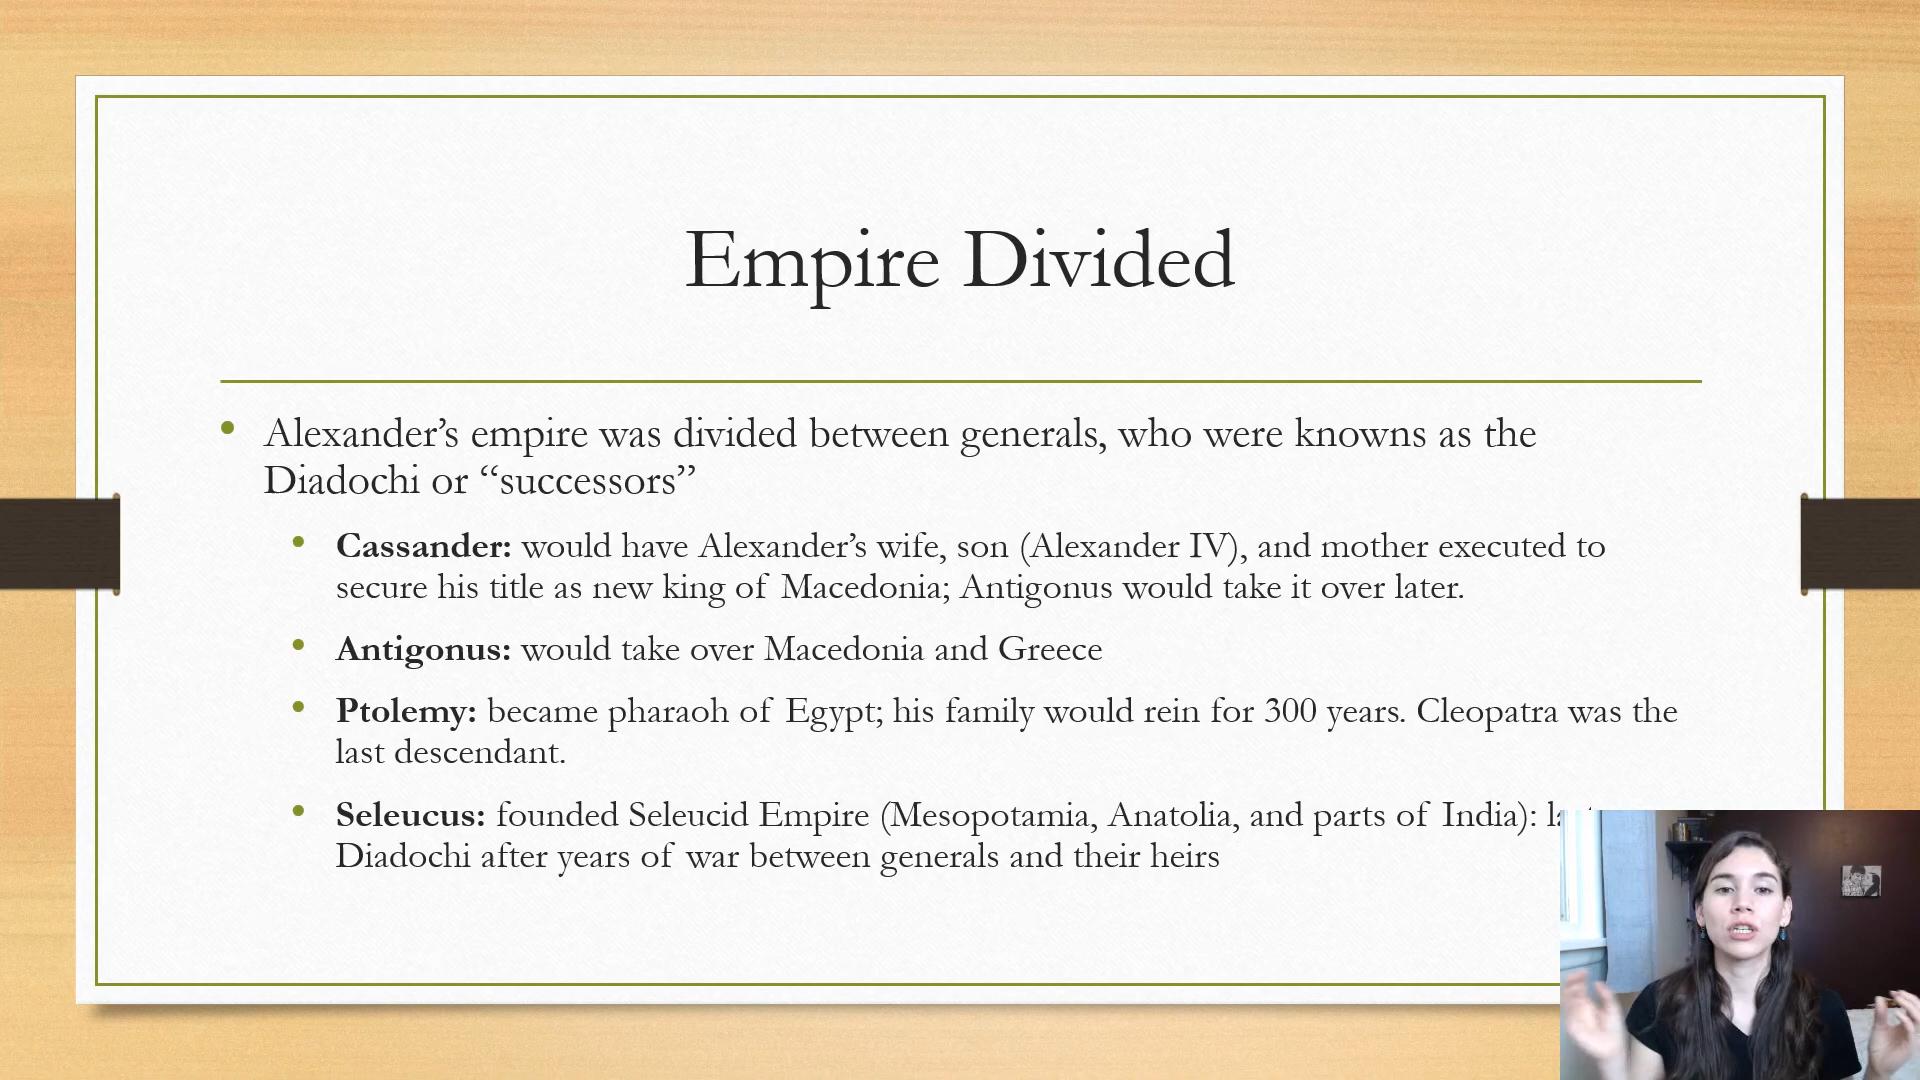 Empire Divided
• Alexander’s empire was divided between generals, who were knowns as the
Diadochi or “successors”
• Cassander: would have Alexander’s wife, son (Alexander IV), and mother executed to
secure his title as new king of Macedonia; Antigonus would take it over later.
• Antigonus: would take over Macedonia and Greece
• Ptolemy: became pharaoh of Egypt; his family would rein for 300 years. Cleopatra was the
last descendant.
• Seleucus: founded Seleucid Empire (Mesopotamia, Anatolia, and parts of India):
Diadochi after years of war between generals and their heirs